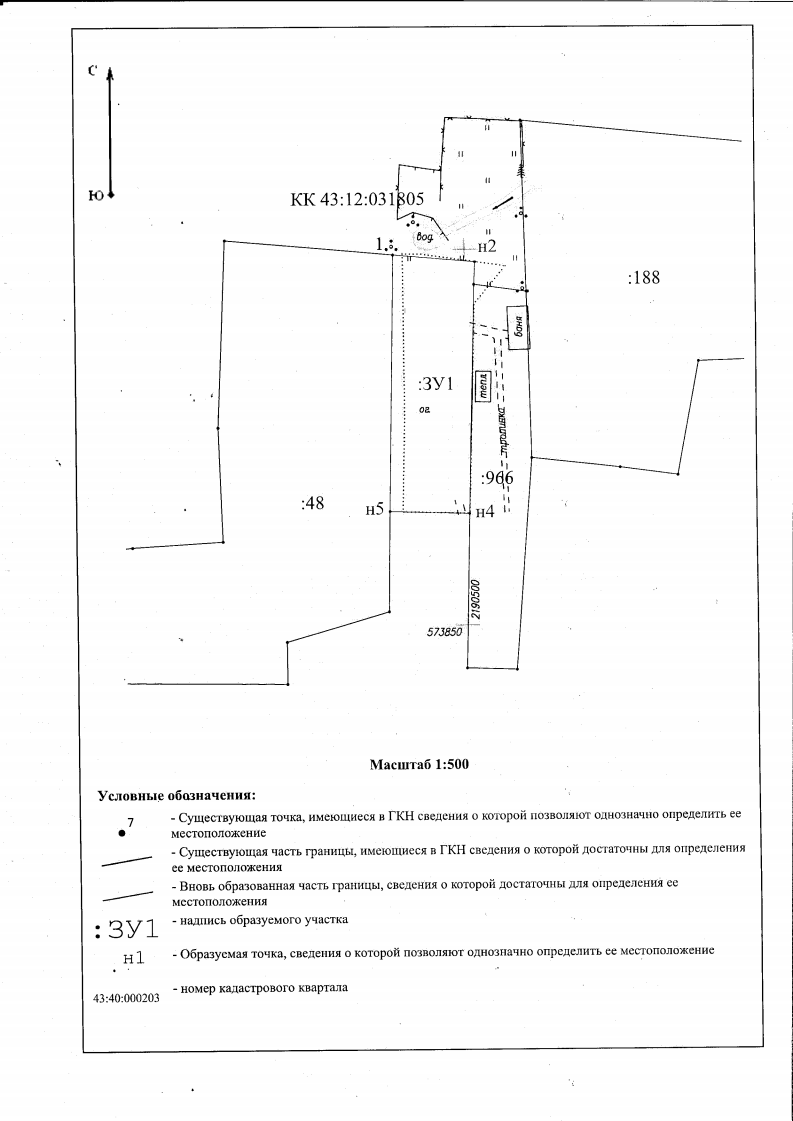 С
Ю
КК 43:12:031805
вод.
1
н2
:188
баня
:ЗУ1
ог.
тепл.
тропинка
:966
:48
н5
н4
2190500
573850
Масштаб 1:500
Условные обозначения:
7
- Существующая точка, имеющиеся в ГКН сведения о которой позволяют однозначно определить ее
местоположение
- Существующая часть границы, имеющиеся в ГКН сведения о которой достаточны для определения
ее местоположения
- Вновь образованная часть границы, сведения о которой достаточны для определения ее
местоположения
:ЗУ1
- надпись образуемого участка
н1
- Образуемая точка, сведения о которой позволяют однозначно определить ее местоположение
43:40:000203
- номер кадастрового квартала